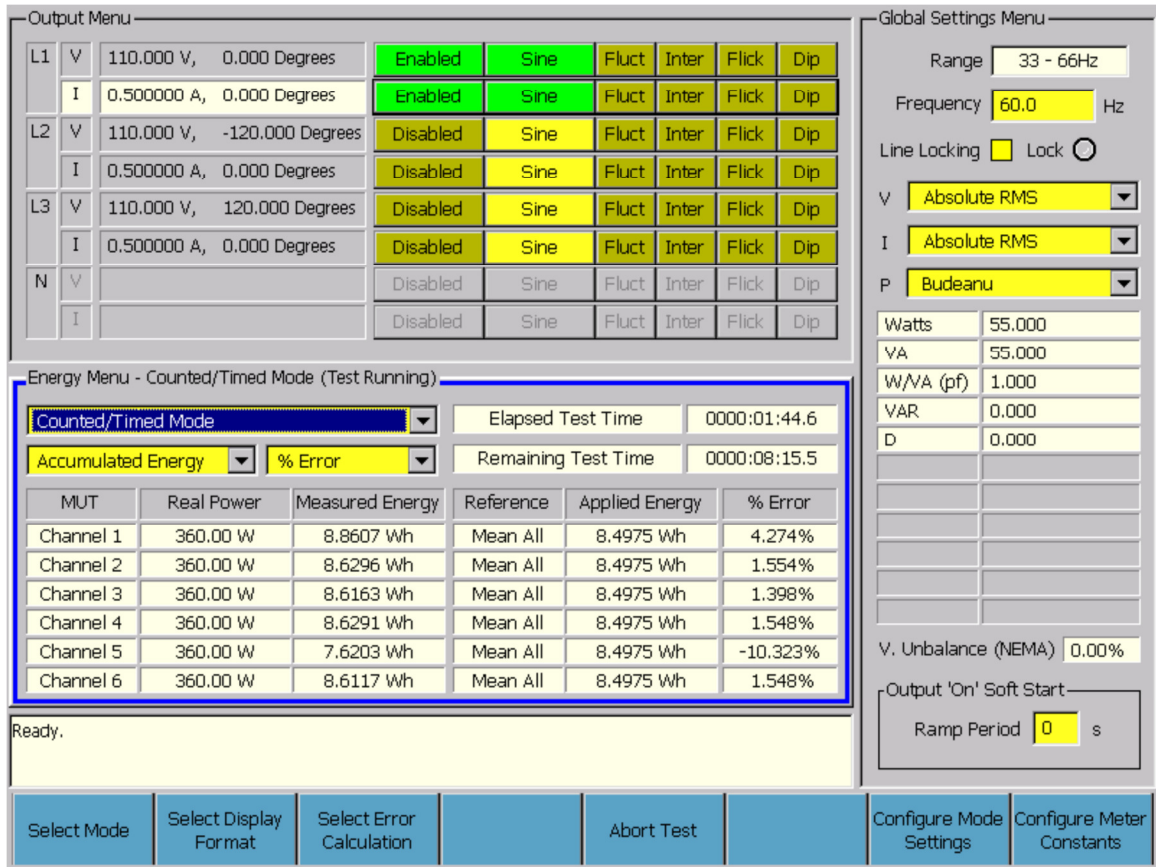 Output Menu
L1 V 110.000 V, 0.000 Degrees Enabled Sine Fluct Inter Flick Dip
I 0.500000 A, 0.000 Degrees Enabled Sine Fluct Inter Flick Dip
L2 V 110.000 V, -120.000 Degrees Disabled Sine Fluct Inter Flick Dip
I 0.500000 A, 0.000 Degrees Disabled Sine Fluct Inter Flick Dip
L3 V 110.000 V, 120.000 Degrees Disabled Sine Fluct Inter Flick Dip
I 0.500000 A, 0.000 Degrees Disabled Sine Fluct Inter Flick Dip
N V Disabled Sine Fluct Inter Flick Dip
I Disabled Sine Fluct Inter Flick Dip
Energy Menu - Counted/Timed Mode (Test Running)
Counted/Timed Mode Elapsed Test Time 0000:01:44.6
Accumulated Energy % Error Remaining Test Time 0000:08:15.5
MUT Real Power Measured Energy Reference Applied Energy % Error
Channel 1 360.00 W 8.8607 Wh Mean All 8.4975 Wh 4.274%
Channel 2 360.00 W 8.6296 Wh Mean All 8.4975 Wh 1.554%
Channel 3 360.00 W 8.6163 Wh Mean All 8.4975 Wh 1.398%
Channel 4 360.00 W 8.6291 Wh Mean All 8.4975 Wh 1.548%
Channel 5 360.00 W 7.6203 Wh Mean All 8.4975 Wh -10.323%
Channel 6 360.00 W 8.6117 Wh Mean All 8.4975 Wh 1.548%
Ready.
Global Settings Menu
Range 33 - 66Hz
Frequency 60.0 Hz
Line Locking Lock
V Absolute RMS
I Absolute RMS
P Budeanu
Watts 55.000
VA 55.000
W/VA (pf) 1.000
VAR 0.000
D 0.000
V. Unbalance (NEMA) 0.00%
Output 'On' Soft Start
Ramp Period 0 s
Select Mode
Select Display
Format
Select Error
Calculation
Abort Test
Configure Mode
Settings
Configure Meter
Constants